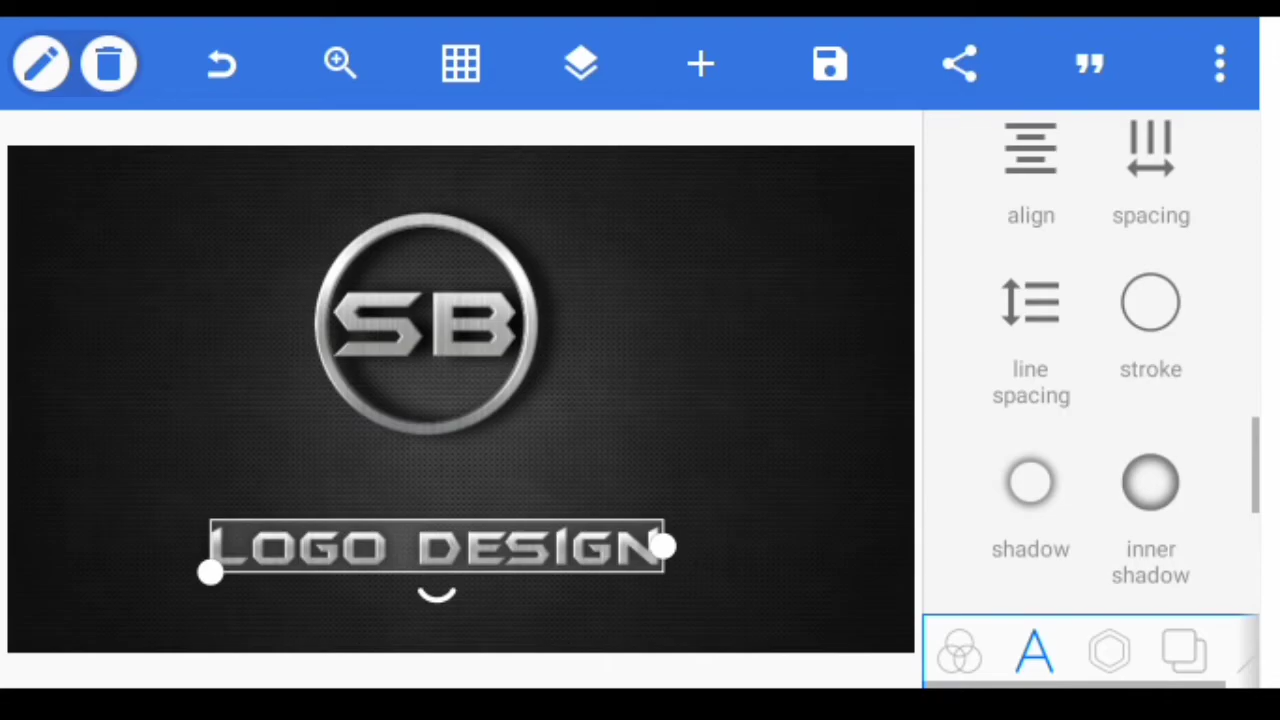 align
spacing
line
spacing
stroke
shadow
inner
shadow
SB
LOGO DESIGN